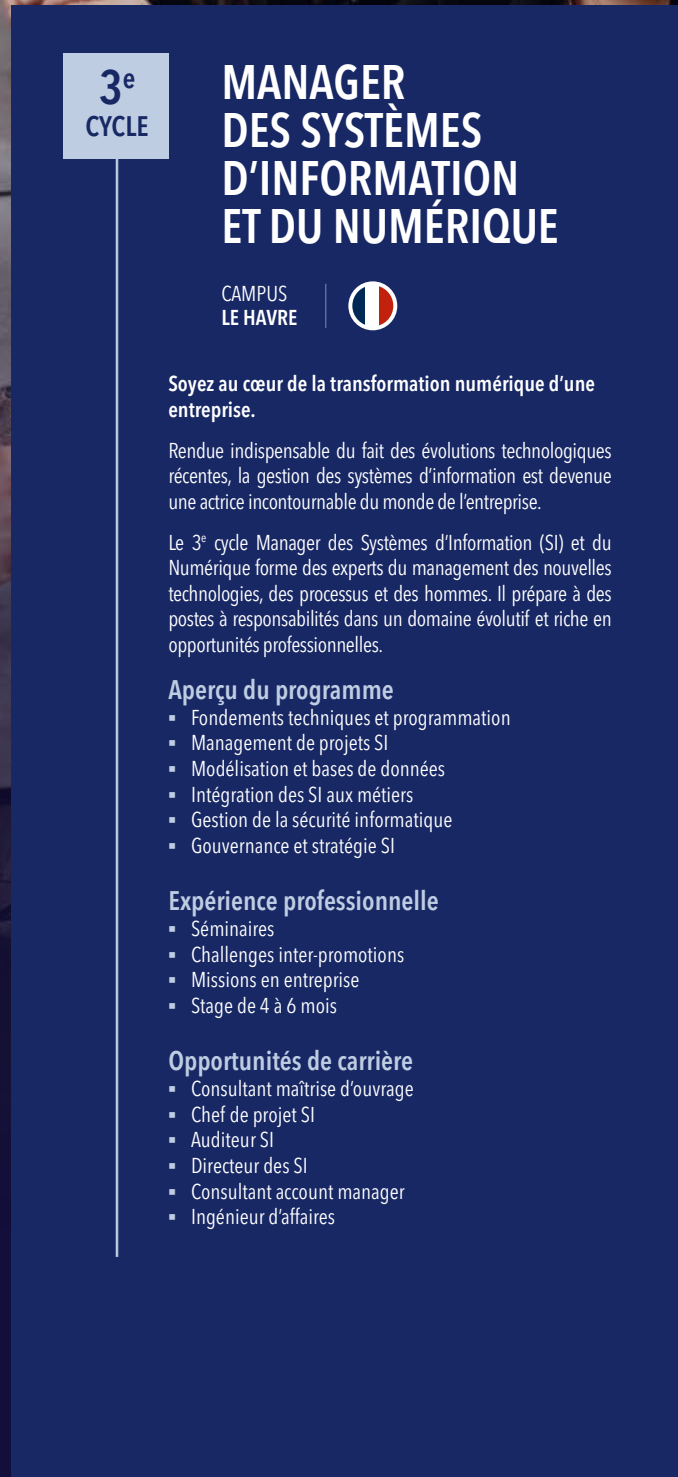 3e
CYCLE
MANAGER
DES SYSTÈMES
D’INFORMATION
ET DU NUMÉRIQUE
CAMPUS
LE HAVRE
Soyez au cœur de la transformation numérique d’une
entreprise.
Rendue indispensable du fait des évolutions technologiques
récentes, la gestion des systèmes d’information est devenue
une actrice incontournable du monde de l’entreprise.
Le 3e cycle Manager des Systèmes d’Information (SI) et du
Numérique forme des experts du management des nouvelles
technologies, des processus et des hommes. Il prépare à des
postes à responsabilités dans un domaine évolutif et riche en
opportunités professionnelles.
Aperçu du programme
▪ Fondements techniques et programmation
▪ Management de projets SI
▪ Modélisation et bases de données
▪ Intégration des SI aux métiers
▪ Gestion de la sécurité informatique
▪ Gouvernance et stratégie SI
Expérience professionnelle
▪ Séminaires
▪ Challenges inter-promotions
▪ Missions en entreprise
▪ Stage de 4 à 6 mois
Opportunités de carrière
▪ Consultant maîtrise d’ouvrage
▪ Chef de projet SI
▪ Auditeur SI
▪ Directeur des SI
▪ Consultant account manager
▪ Ingénieur d’affaires